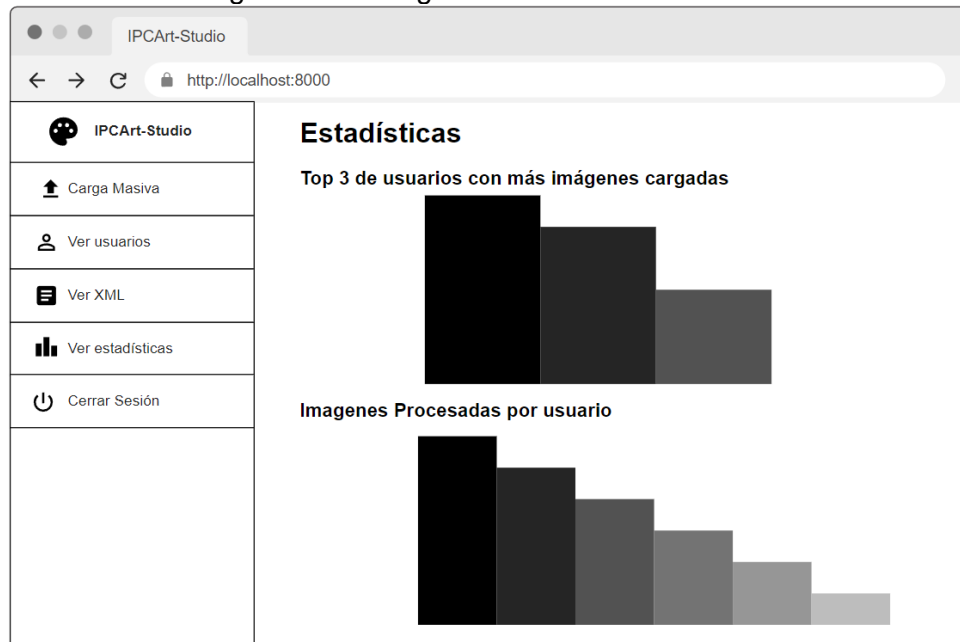 IPCArt-Studio
http://localhost:8000
IPCArt-Studio
Carga Masiva
Ver usuarios
Ver XML
Ver estadísticas
Cerrar Sesión
Estadísticas
Top 3 de usuarios con más imágenes cargadas
Imagenes Procesadas por usuario